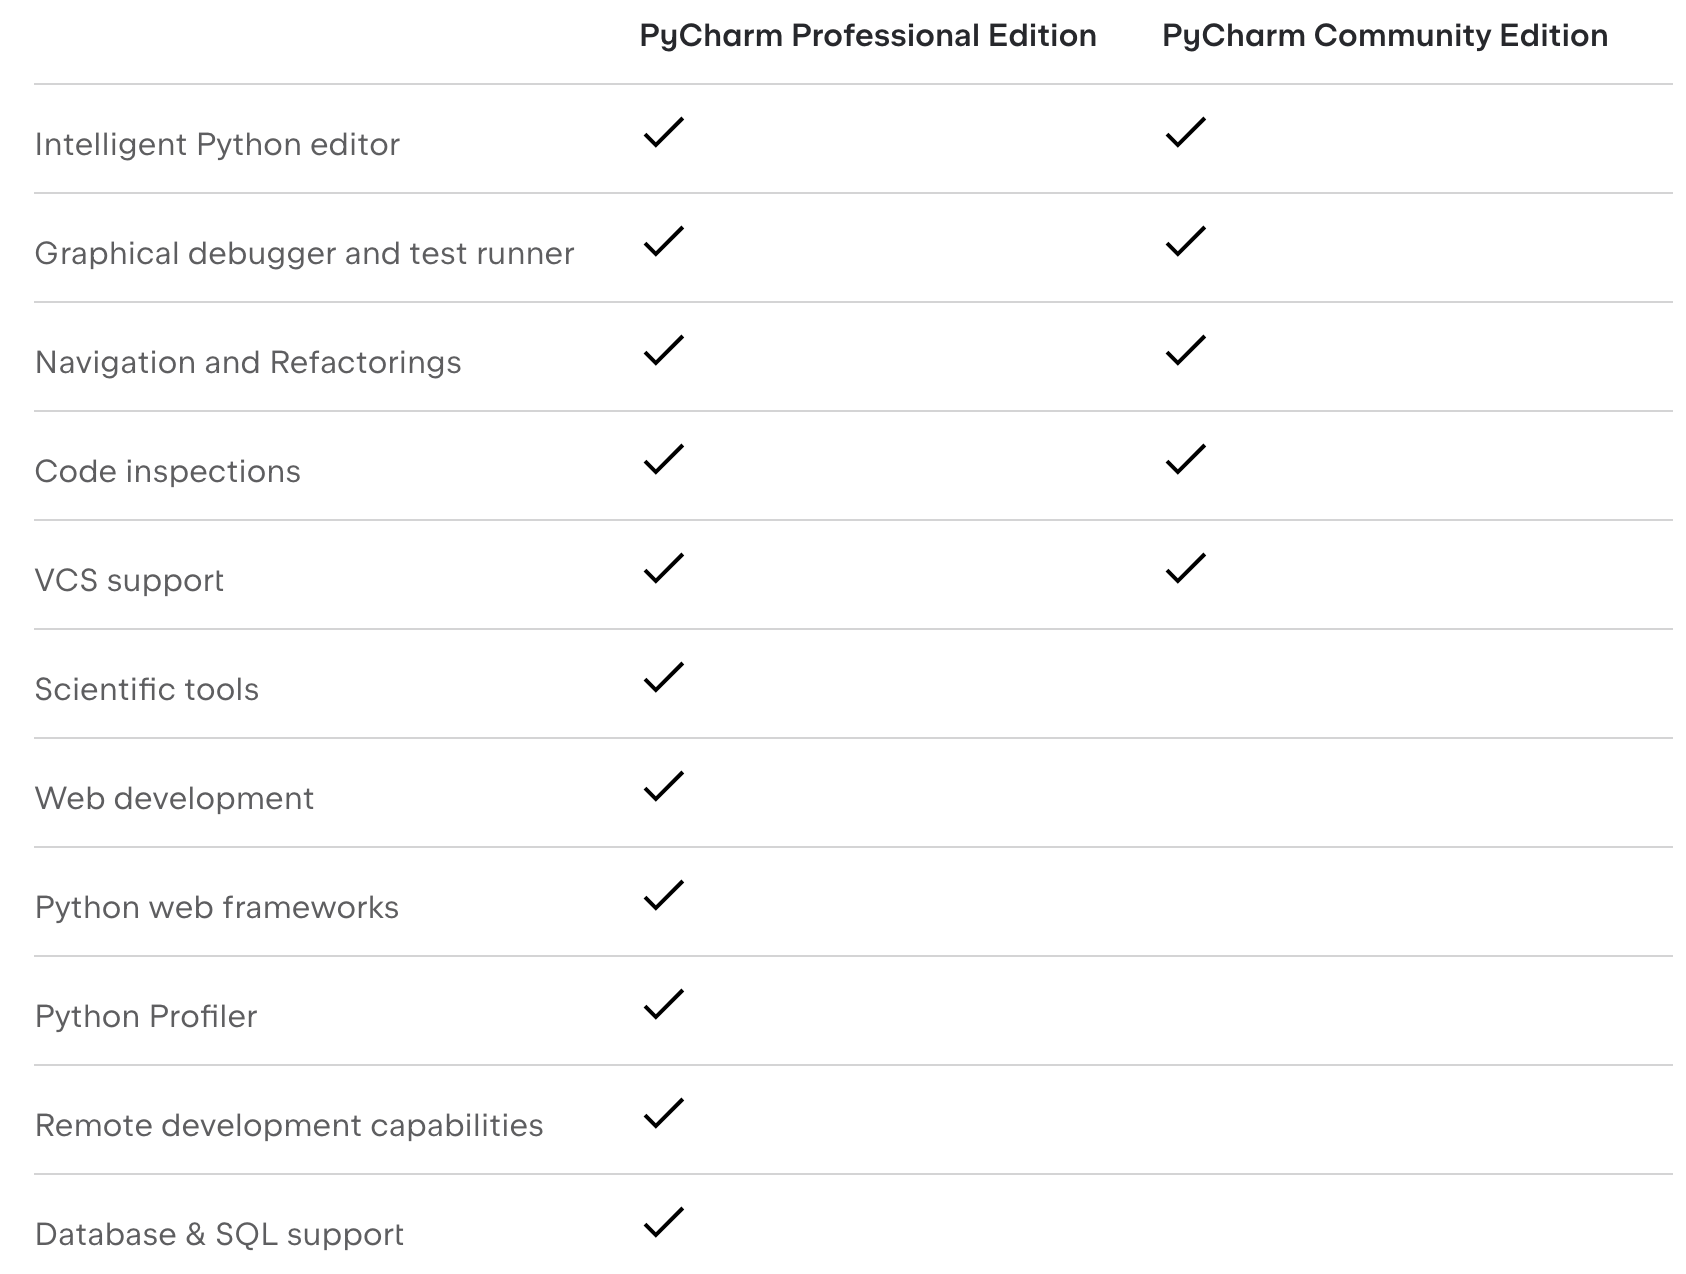 PyCharm Professional Edition PyCharm Community Edition
Intelligent Python editor ✓ ✓
Graphical debugger and test runner ✓ ✓
Navigation and Refactorings ✓ ✓
Code inspections ✓ ✓
VCS support ✓ ✓
Scientific tools ✓
Web development ✓
Python web frameworks ✓
Python Profiler ✓
Remote development capabilities ✓
Database & SQL support ✓